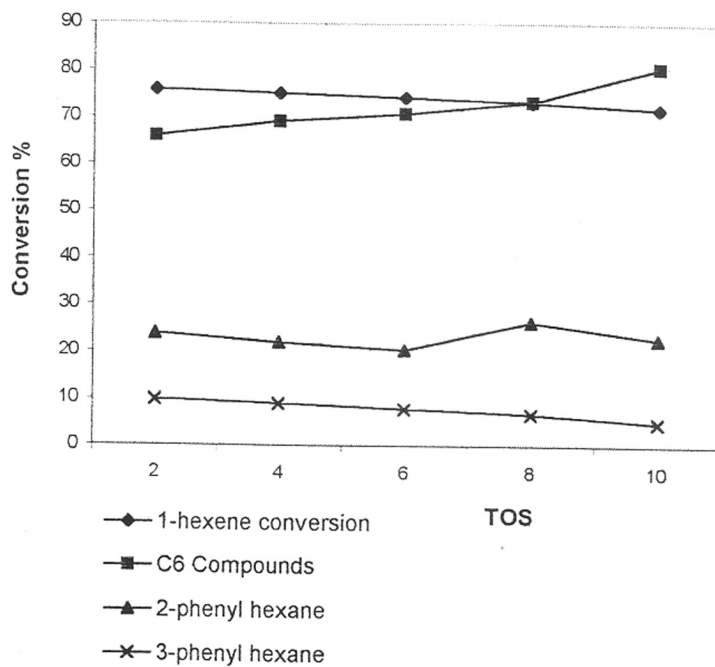 90
80
70
60
50
40
30
20
10
0
Conversion %
2 4 6 8 10
TOS
1-hexene conversion
C6 Compounds
2-phenyl hexane
3-phenyl hexane